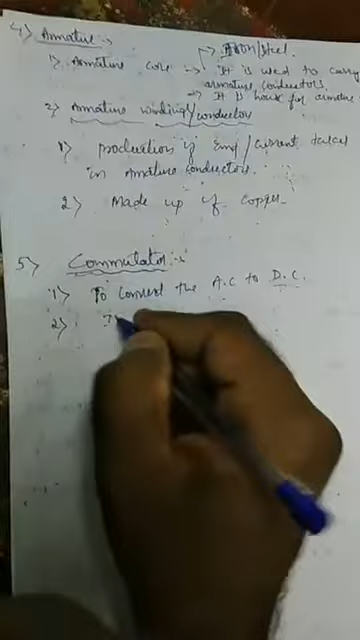 4) Armature :-
→ Iron/steel.
1) Armature core → It is used to carry
armature conductors.
→ It is house for armature
2) Armature winding/conductor
1) production of Emf/current takes
in Armature conductors.
2) Made up of Copper.
5) Commutator :-
1) To convert the A.C to D.C.
2)